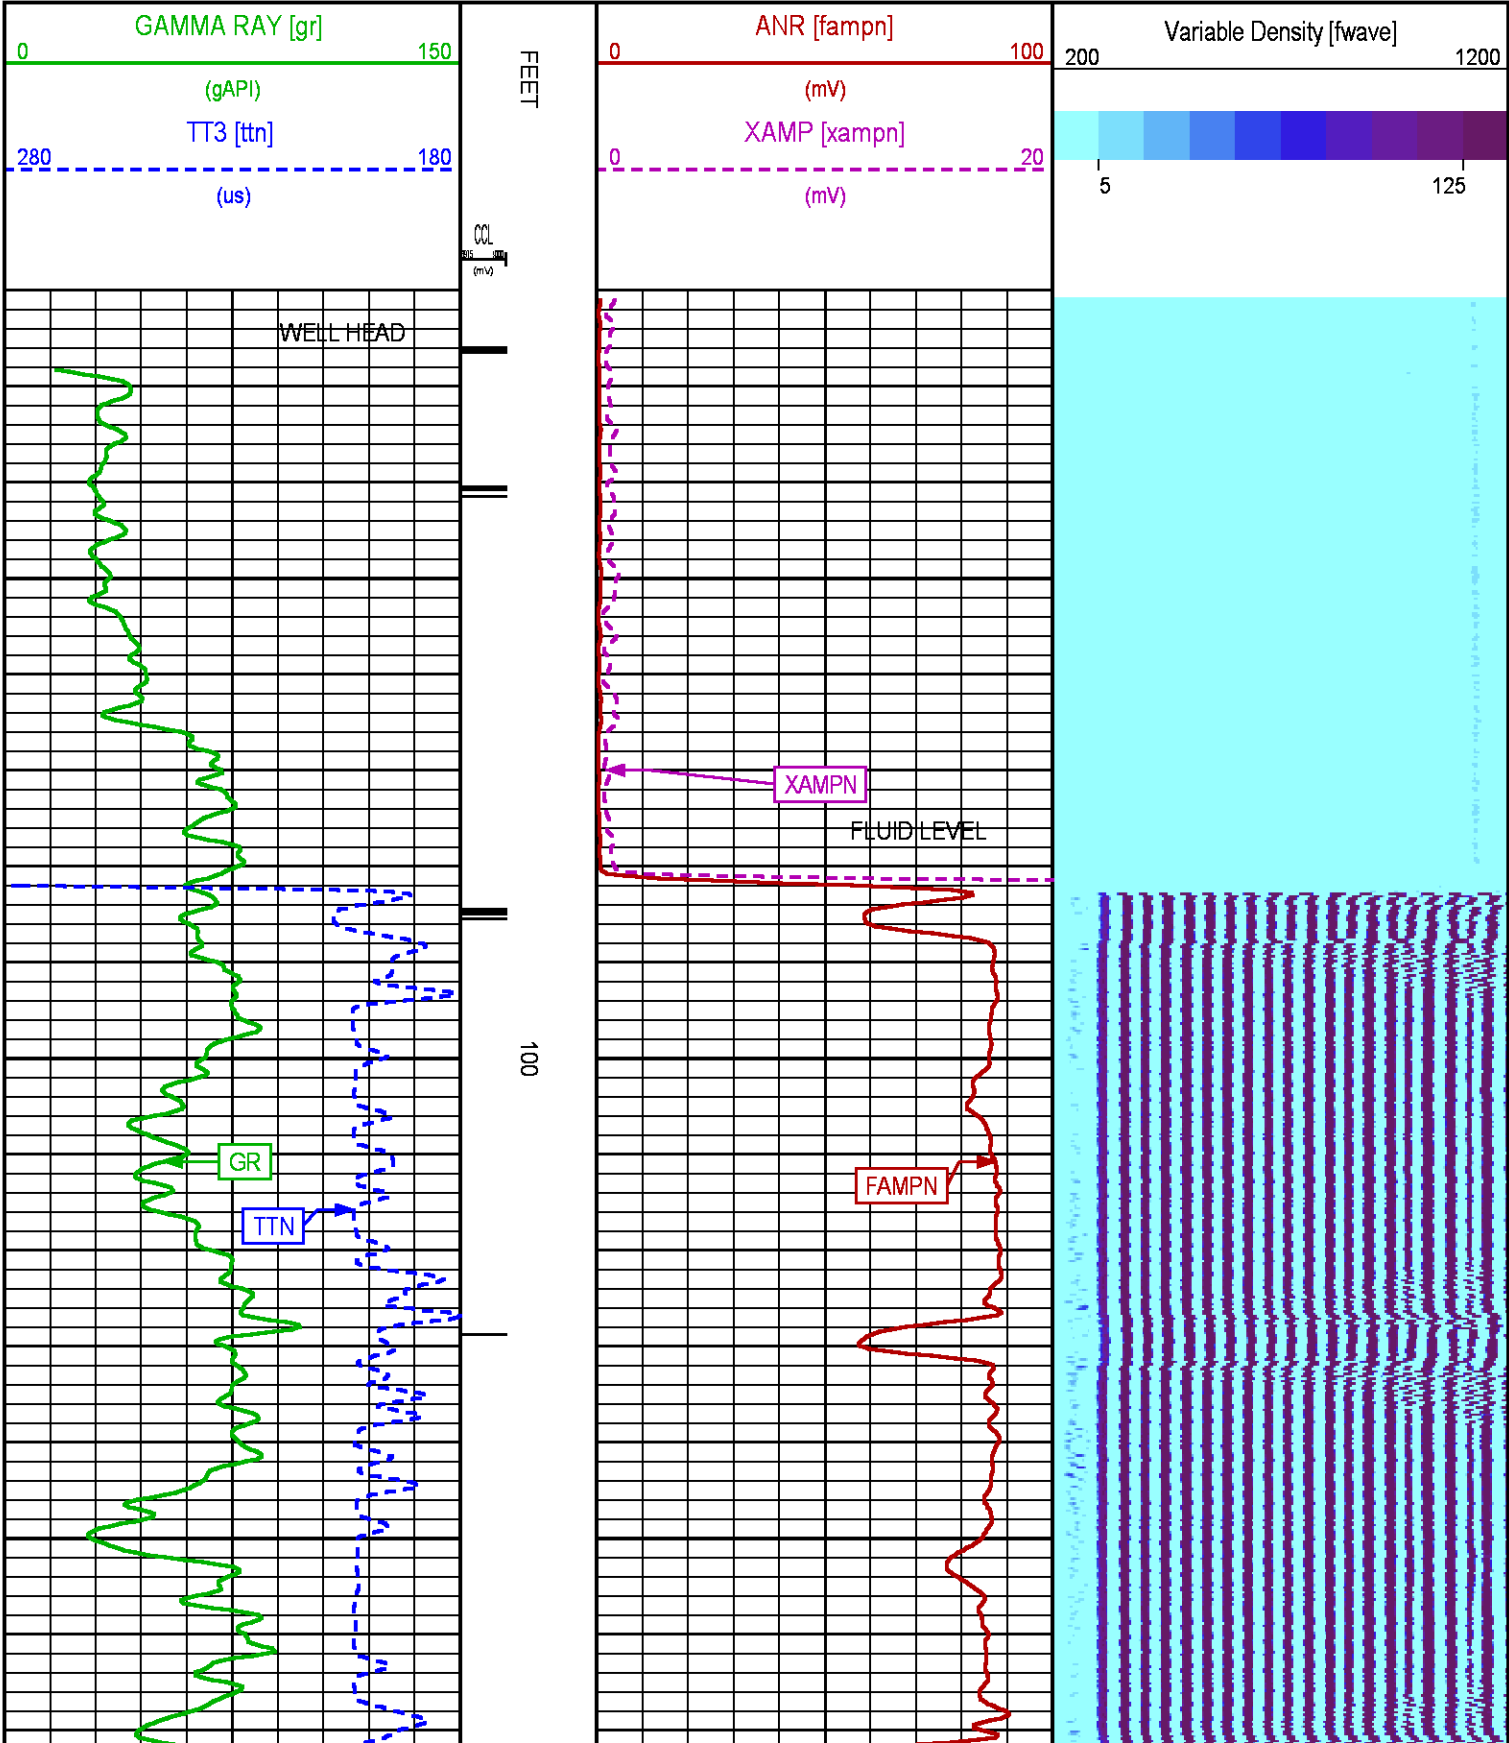 GAMMA RAY [gr]
0 150
(gAPI)
TT3 [ttn]
280 180
(us)
FEET
CCL
(mV)
ANR [fampn]
0 100
(mV)
XAMP [xampn]
0 20
(mV)
Variable Density [fwave]
200 1200
5 125
WELL HEAD
XAMPN
FLUID LEVEL
100
GR
FAMPN
TTN